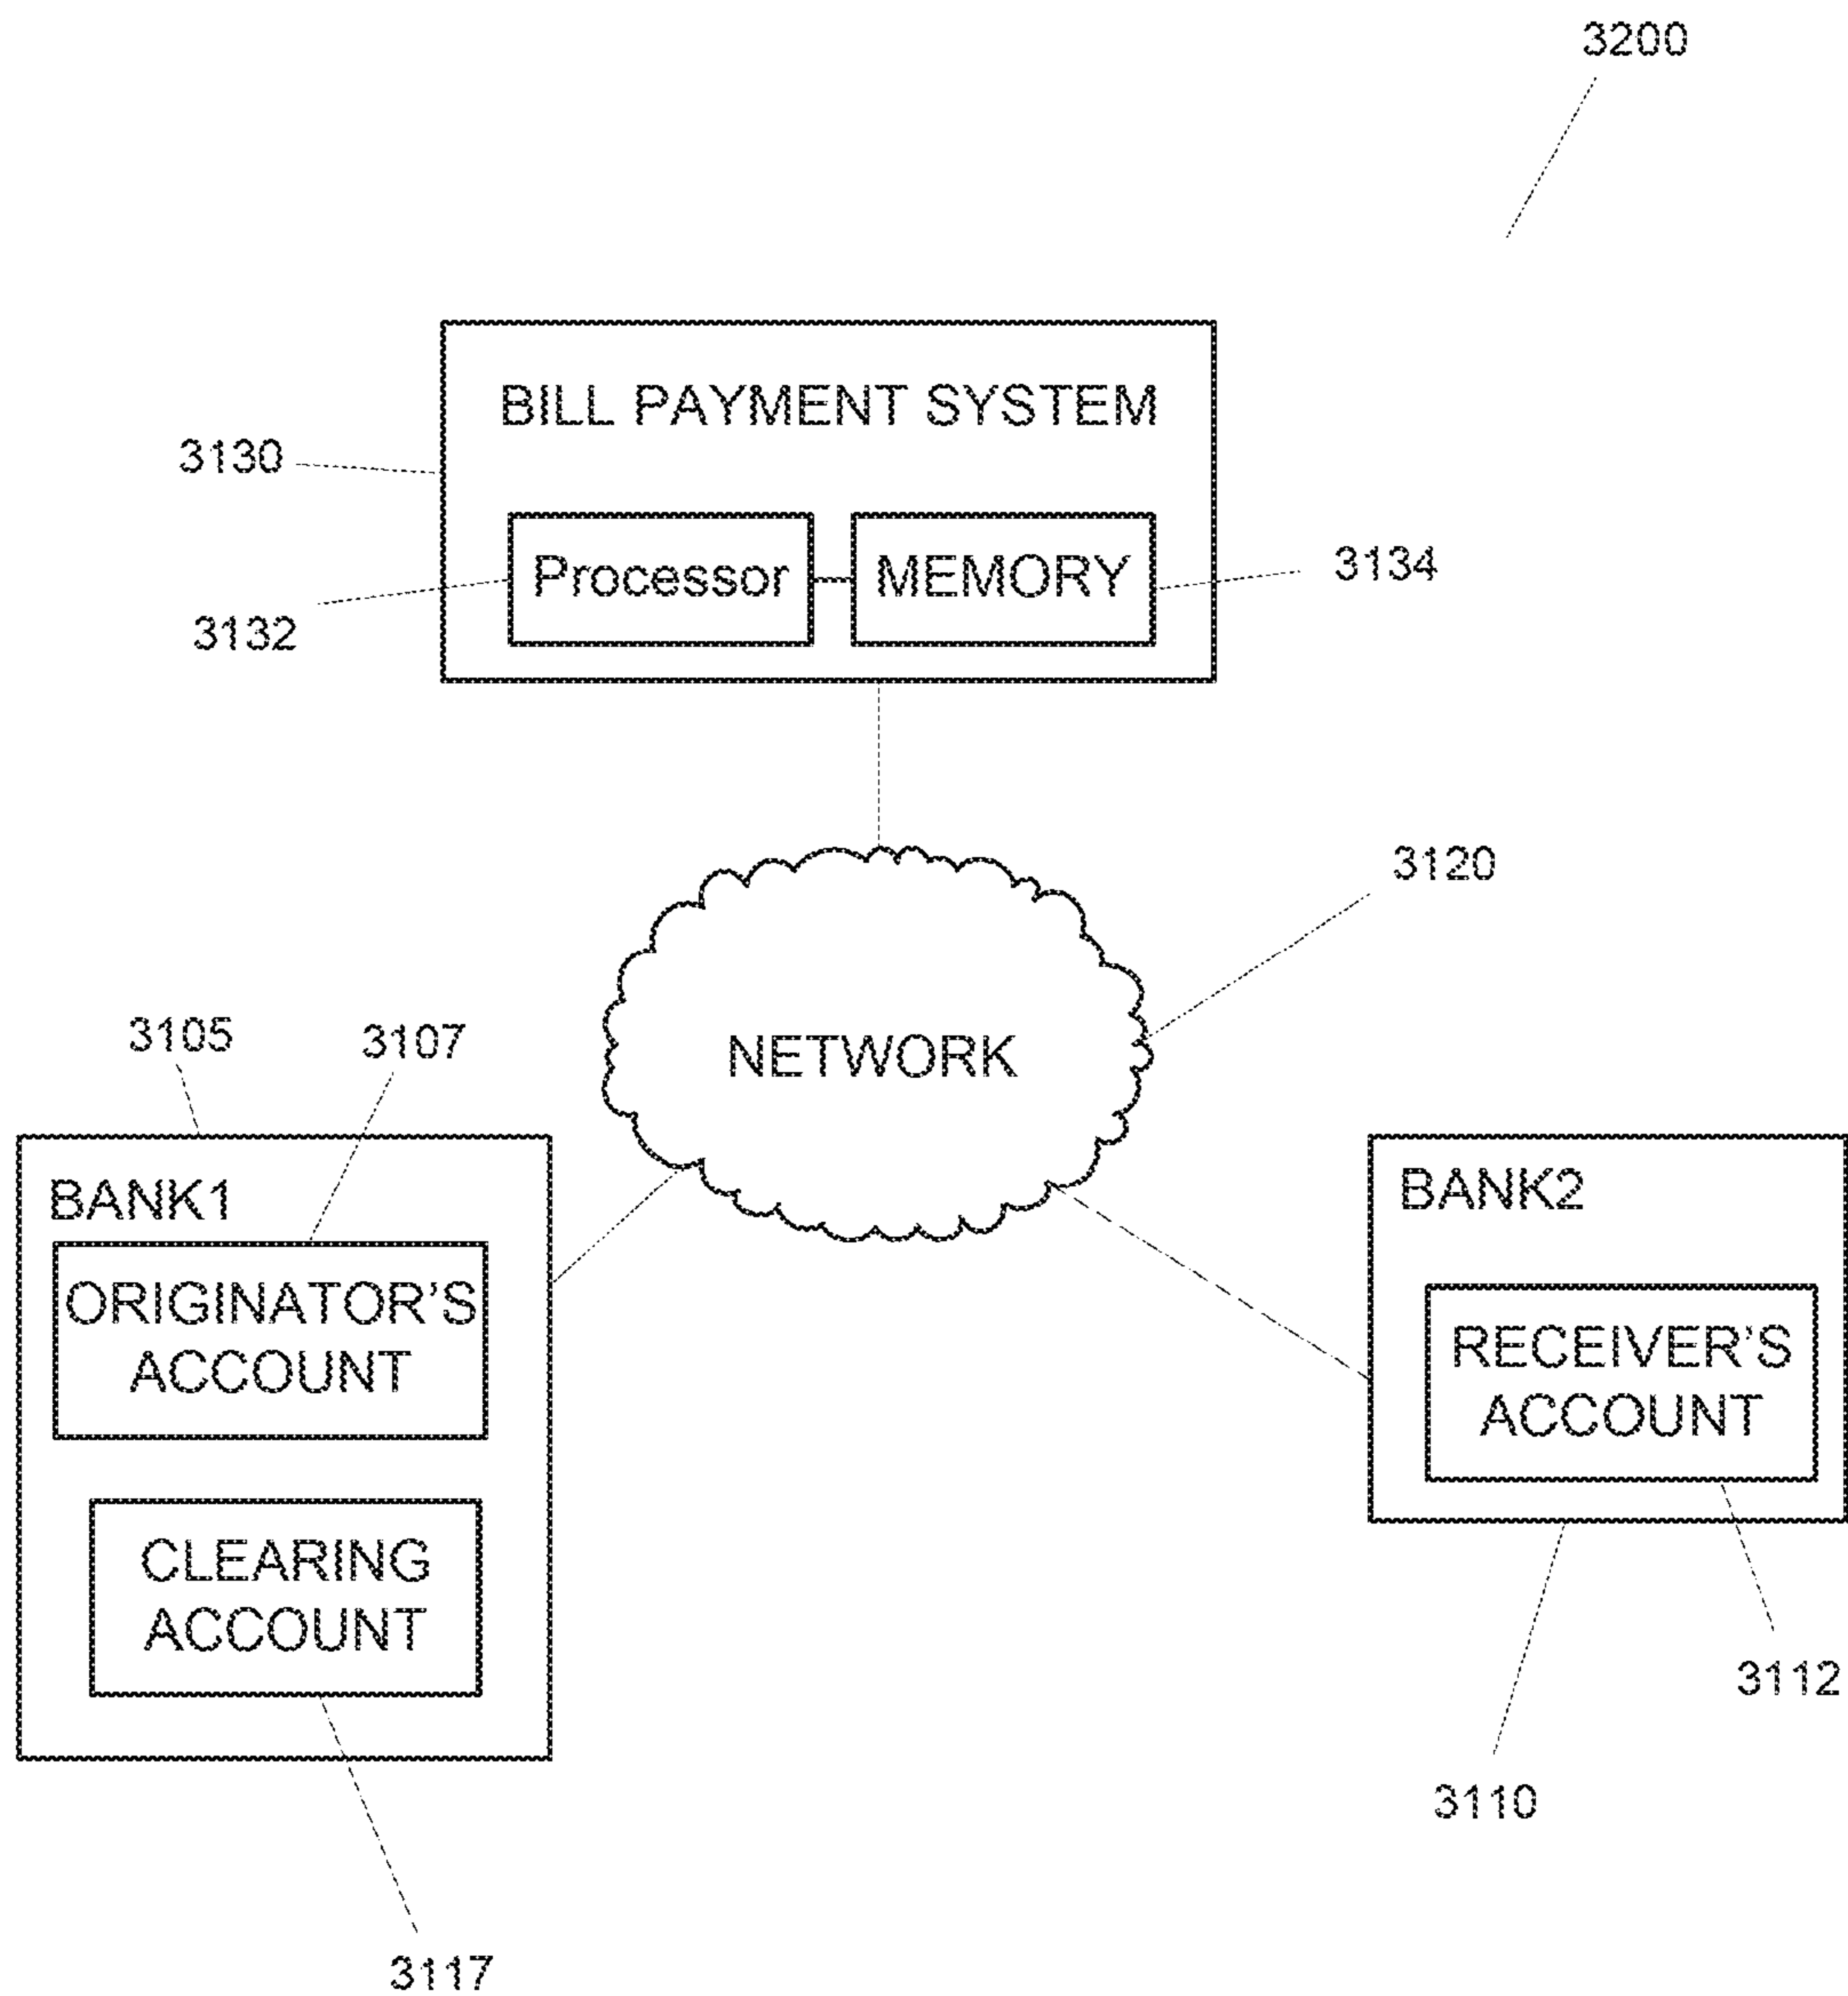 3200
BILL PAYMENT SYSTEM
3130
Processor
MEMORY
3134
3132
3120
NETWORK
3105
3107
BANK1
ORIGINATOR'S
ACCOUNT
CLEARING
ACCOUNT
3117
BANK2
RECEIVER'S
ACCOUNT
3112
3110